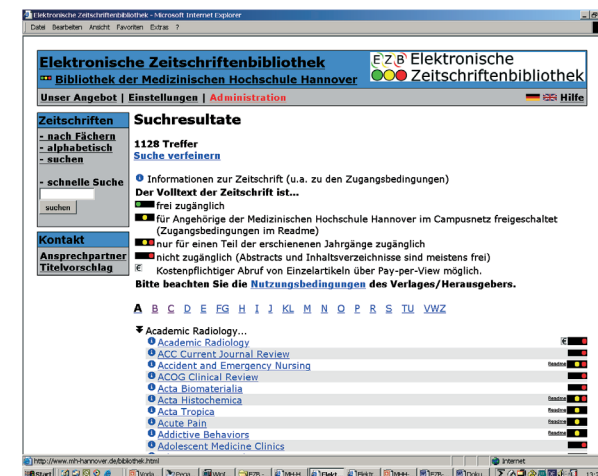 Elektronische Zeitschriftenbibliothek - Microsoft Internet Explorer
Datei Bearbeiten Ansicht Favoriten Extras ?
Elektronische Zeitschriftenbibliothek
Bibliothek der Medizinischen Hochschule Hannover
EZB Elektronische
Zeitschriftenbibliothek
Unser Angebot | Einstellungen | Administration
Hilfe
Zeitschriften
- nach Fächern
- alphabetisch
- suchen
- schnelle Suche
suchen
Kontakt
Ansprechpartner
Titelvorschlag
Suchresultate
1128 Treffer
Suche verfeinern
Informationen zur Zeitschrift (u.a. zu den Zugangsbedingungen)
Der Volltext der Zeitschrift ist...
frei zugänglich
für Angehörige der Medizinischen Hochschule Hannover im Campusnetz freigeschaltet
(Zugangsbedingungen im Readme)
nur für einen Teil der erschienenen Jahrgänge zugänglich
nicht zugänglich (Abstracts und Inhaltsverzeichnisse sind meistens frei)
€ Kostenpflichtiger Abruf von Einzelartikeln über Pay-per-View möglich.
Bitte beachten Sie die Nutzungsbedingungen des Verlages/Herausgebers.
A B C D E FG H I J KL M N O P R S TU VWZ
Academic Radiology...
Academic Radiology €
ACC Current Journal Review
Accident and Emergency Nursing Readme
ACOG Clinical Review
Acta Biomaterialia
Acta Histochemica Readme
Acta Tropica Readme
Acute Pain Readme
Addictive Behaviors Readme
Adolescent Medicine Clinics
http://www.mh-hannover.de/bibliothek.html
Internet
Start